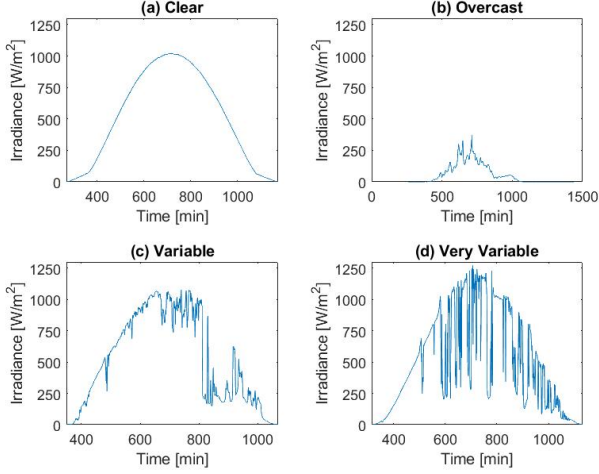 (a) Clear
1250
1000
750
500
250
0
Irradiance [W/m2]
400 600 800 1000
Time [min]
(b) Overcast
1250
1000
750
500
250
0
Irradiance [W/m2]
0 500 1000 1500
Time [min]
(c) Variable
1250
1000
750
500
250
0
Irradiance [W/m2]
400 600 800 1000
Time [min]
(d) Very Variable
1250
1000
750
500
250
0
Irradiance [W/m2]
400 600 800 1000
Time [min]